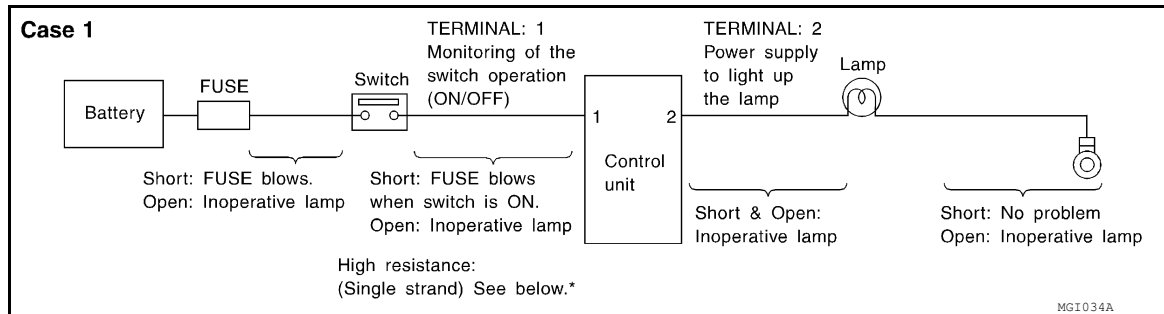 Case 1
TERMINAL: 1
Monitoring of the
switch operation
(ON/OFF)
TERMINAL: 2
Power supply
to light up
the lamp
Lamp
FUSE
Switch
Battery
1
2
Control
unit
Short: FUSE blows.
Open: Inoperative lamp
Short: FUSE blows
when switch is ON.
Open: Inoperative lamp
Short & Open:
Inoperative lamp
Short: No problem
Open: Inoperative lamp
High resistance:
(Single strand) See below.*
MGI034A